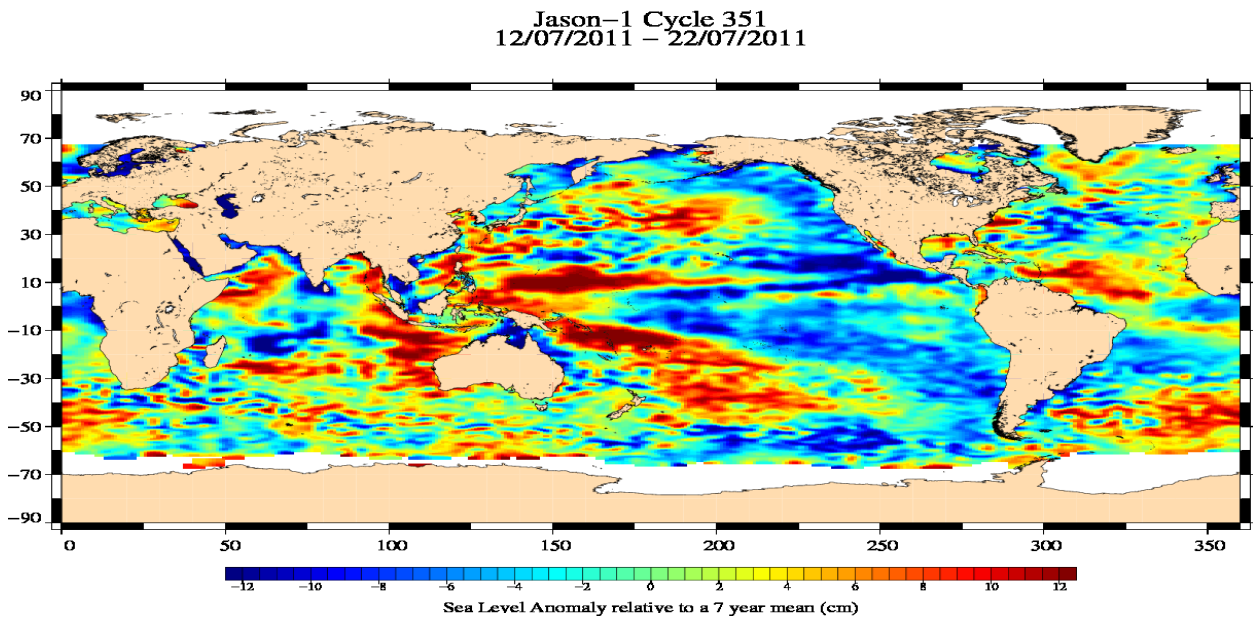 Jason-1 Cycle 351
12/07/2011 - 22/07/2011
90
70
50
30
10
-10
-30
-50
-70
-90
0 50 100 150 200 250 300 350
-12 -10 -8 -6 -4 -2 0 2 4 6 8 10 12
Sea Level Anomaly relative to a 7 year mean (cm)